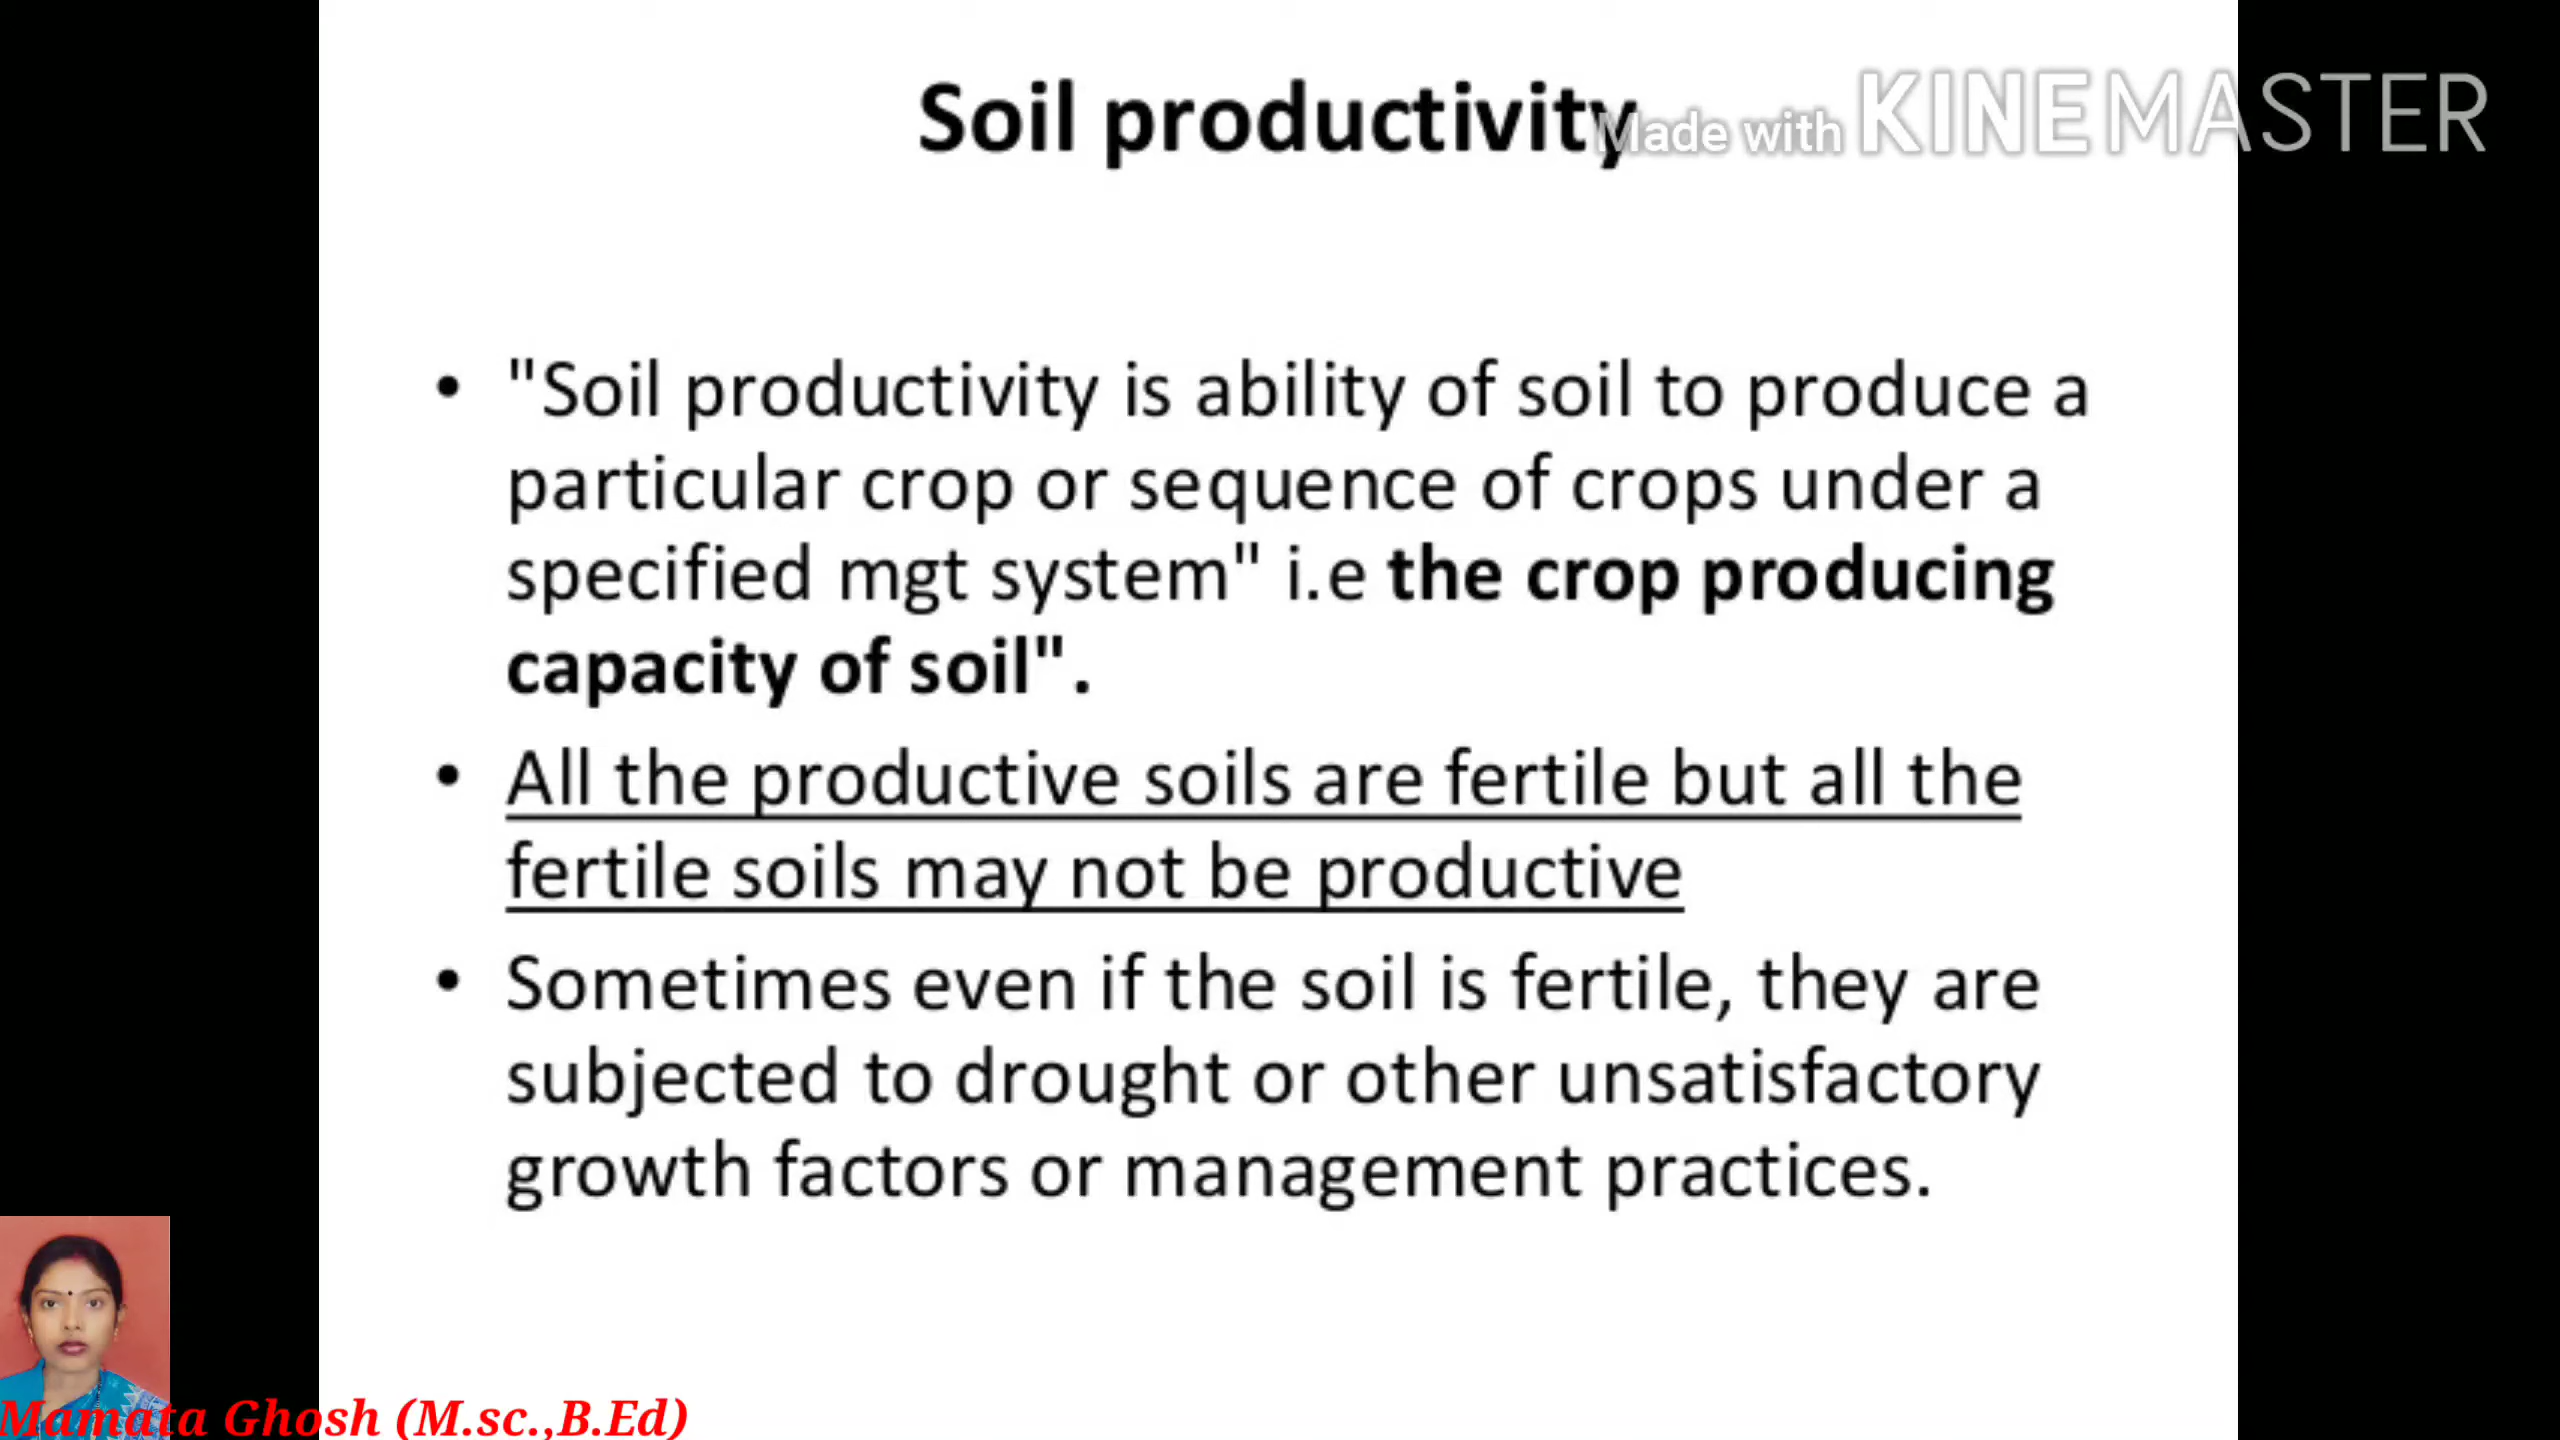 Soil productivity
Made with KINEMASTER
• "Soil productivity is ability of soil to produce a
particular crop or sequence of crops under a
specified mgt system" i.e the crop producing
capacity of soil".
• All the productive soils are fertile but all the
fertile soils may not be productive
• Sometimes even if the soil is fertile, they are
subjected to drought or other unsatisfactory
growth factors or management practices.
Mamata Ghosh (M.sc.,B.Ed)